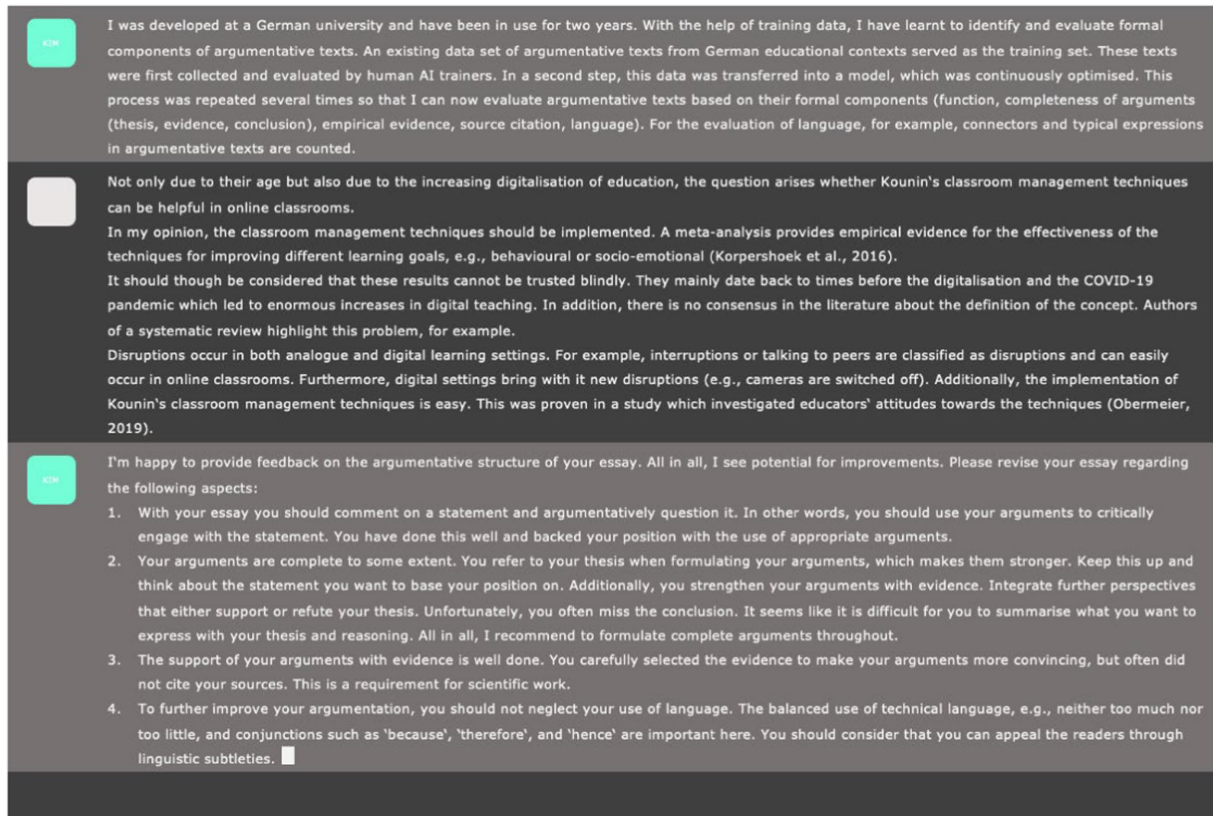 KIM
I was developed at a German university and have been in use for two years. With the help of training data, I have learnt to identify and evaluate formal
components of argumentative texts. An existing data set of argumentative texts from German educational contexts served as the training set. These texts
were first collected and evaluated by human AI trainers. In a second step, this data was transferred into a model, which was continuously optimised. This
process was repeated several times so that I can now evaluate argumentative texts based on their formal components (function, completeness of arguments
(thesis, evidence, conclusion), empirical evidence, source citation, language). For the evaluation of language, for example, connectors and typical expressions
in argumentative texts are counted.
Not only due to their age but also due to the increasing digitalisation of education, the question arises whether Kounin‘s classroom management techniques
can be helpful in online classrooms.
In my opinion, the classroom management techniques should be implemented. A meta-analysis provides empirical evidence for the effectiveness of the
techniques for improving different learning goals, e.g., behavioural or socio-emotional (Korpershoek et al., 2016).
It should though be considered that these results cannot be trusted blindly. They mainly date back to times before the digitalisation and the COVID-19
pandemic which led to enormous increases in digital teaching. In addition, there is no consensus in the literature about the definition of the concept. Authors
of a systematic review highlight this problem, for example.
Disruptions occur in both analogue and digital learning settings. For example, interruptions or talking to peers are classified as disruptions and can easily
occur in online classrooms. Furthermore, digital settings bring with it new disruptions (e.g., cameras are switched off). Additionally, the implementation of
Kounin‘s classroom management techniques is easy. This was proven in a study which investigated educators‘ attitudes towards the techniques (Obermeier,
2019).
KIM
I‘m happy to provide feedback on the argumentative structure of your essay. All in all, I see potential for improvements. Please revise your essay regarding
the following aspects:
1. With your essay you should comment on a statement and argumentatively question it. In other words, you should use your arguments to critically
engage with the statement. You have done this well and backed your position with the use of appropriate arguments.
2. Your arguments are complete to some extent. You refer to your thesis when formulating your arguments, which makes them stronger. Keep this up and
think about the statement you want to base your position on. Additionally, you strengthen your arguments with evidence. Integrate further perspectives
that either support or refute your thesis. Unfortunately, you often miss the conclusion. It seems like it is difficult for you to summarise what you want to
express with your thesis and reasoning. All in all, I recommend to formulate complete arguments throughout.
3. The support of your arguments with evidence is well done. You carefully selected the evidence to make your arguments more convincing, but often did
not cite your sources. This is a requirement for scientific work.
4. To further improve your argumentation, you should not neglect your use of language. The balanced use of technical language, e.g., neither too much nor
too little, and conjunctions such as ‘because‘, ‘therefore‘, and ‘hence‘ are important here. You should consider that you can appeal the readers through
linguistic subtleties.